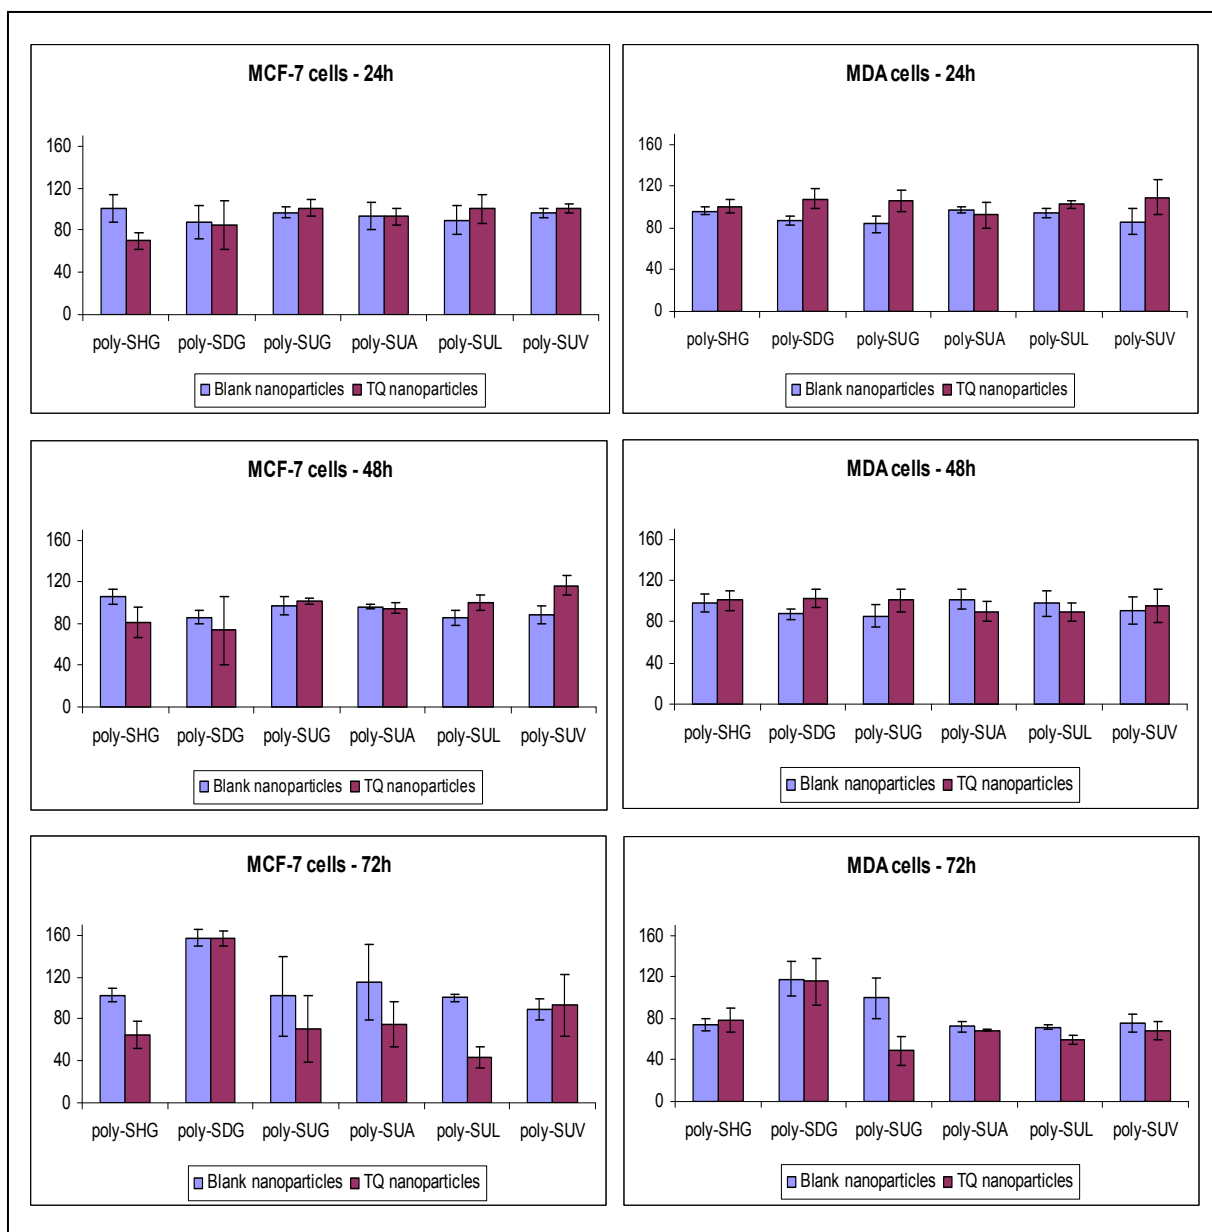 MCF-7 cells - 24h
160
120
80
40
0
poly-SHG poly-SDG poly-SUG poly-SUA poly-SUL poly-SUV
Blank nanoparticles TQ nanoparticles
MDA cells - 24h
160
120
80
40
0
poly-SHG poly-SDG poly-SUG poly-SUA poly-SUL poly-SUV
Blank nanoparticles TQ nanoparticles
MCF-7 cells - 48h
160
120
80
40
0
poly-SHG poly-SDG poly-SUG poly-SUA poly-SUL poly-SUV
Blank nanoparticles TQ nanoparticles
MDA cells - 48h
160
120
80
40
0
poly-SHG poly-SDG poly-SUG poly-SUA poly-SUL poly-SUV
Blank nanoparticles TQ nanoparticles
MCF-7 cells - 72h
160
120
80
40
0
poly-SHG poly-SDG poly-SUG poly-SUA poly-SUL poly-SUV
Blank nanoparticles TQ nanoparticles
MDA cells - 72h
160
120
80
40
0
poly-SHG poly-SDG poly-SUG poly-SUA poly-SUL poly-SUV
Blank nanoparticles TQ nanoparticles